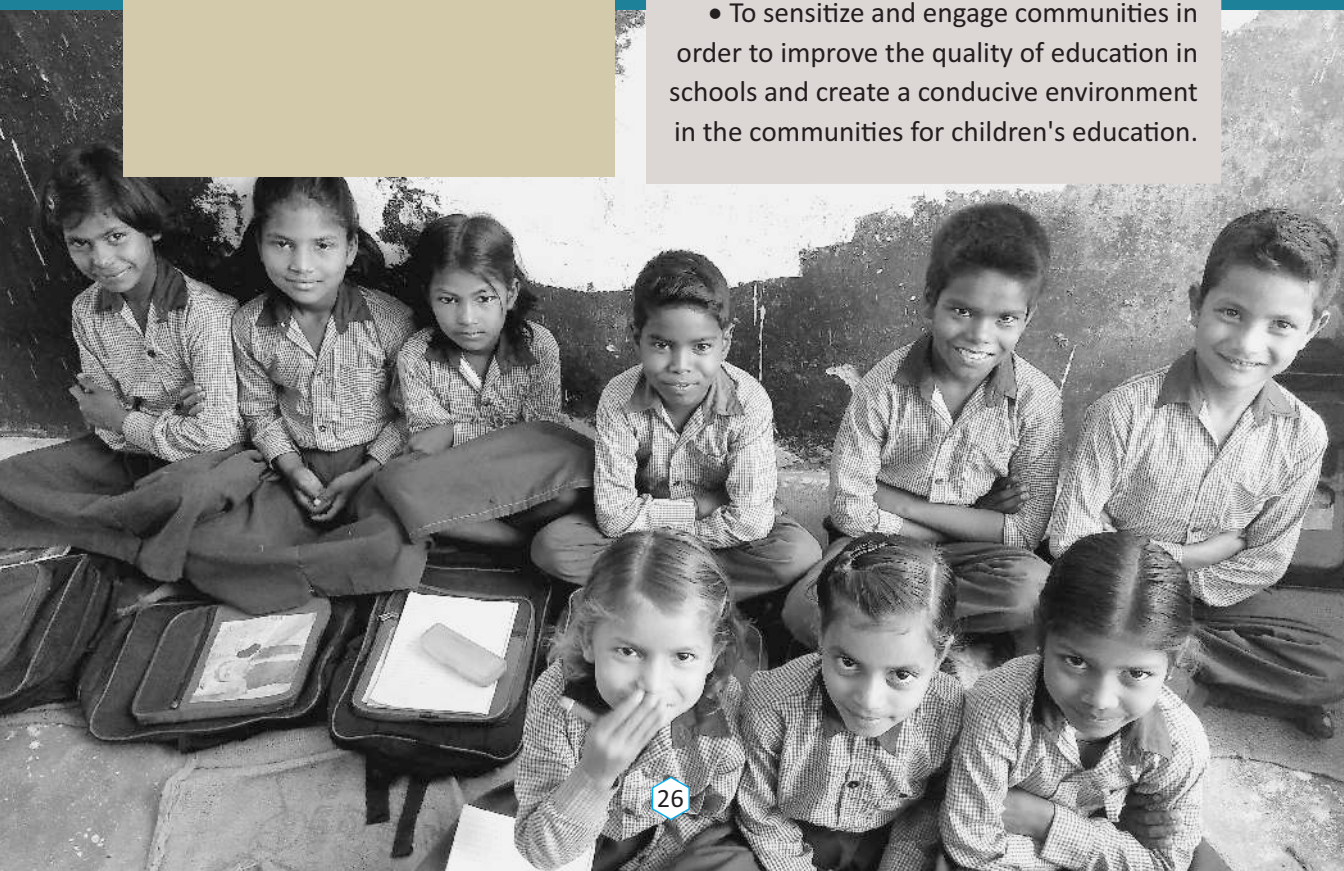 • To sensitize and engage communities in
order to improve the quality of education in
schools and create a conducive environment
in the communities for children's education.
26